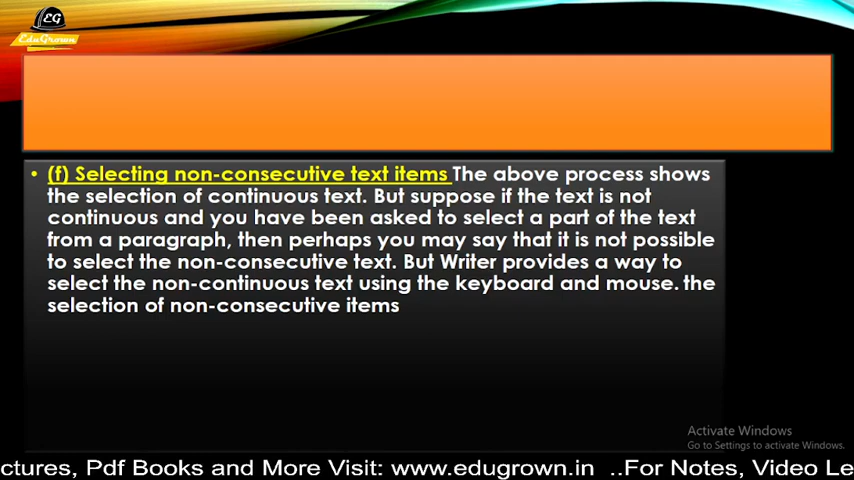 EG
EduGrown
• (f) Selecting non-consecutive text items The above process shows
the selection of continuous text. But suppose if the text is not
continuous and you have been asked to select a part of the text
from a paragraph, then perhaps you may say that it is not possible
to select the non-consecutive text. But Writer provides a way to
select the non-continuous text using the keyboard and mouse. the
selection of non-consecutive items
Activate Windows
Go to Settings to activate Windows.
ctures, Pdf Books and More Visit: www.edugrown.in ..For Notes, Video Le